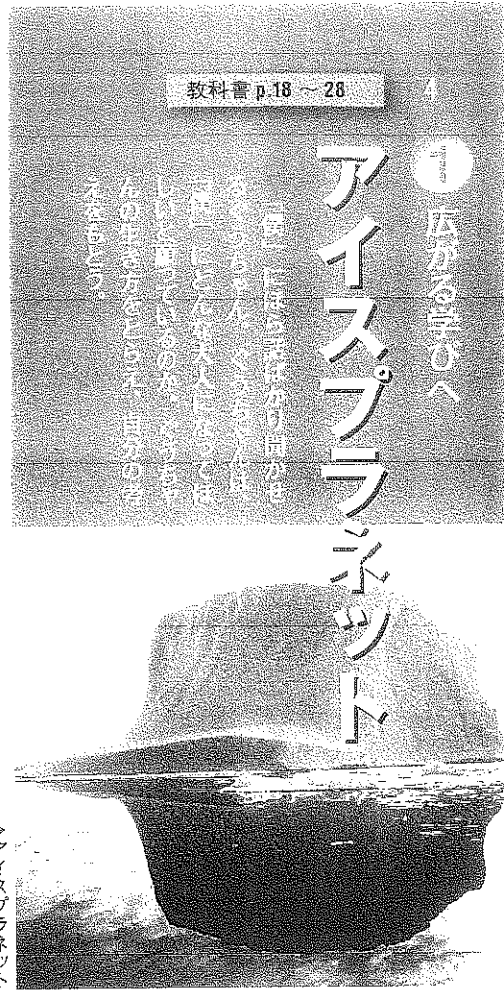 教科書 p.18 ～ 28
4
広がる学びへ
アイスプラネット
「僕」にほら話ばかり聞かせ
るぐうちゃん。ぐうちゃんは
「僕」にどんな大人になってほ
しいと願っているのか。ぐうちゃ
んの生き方をとらえ、自分の考
えをもとう。
アイスプラネット